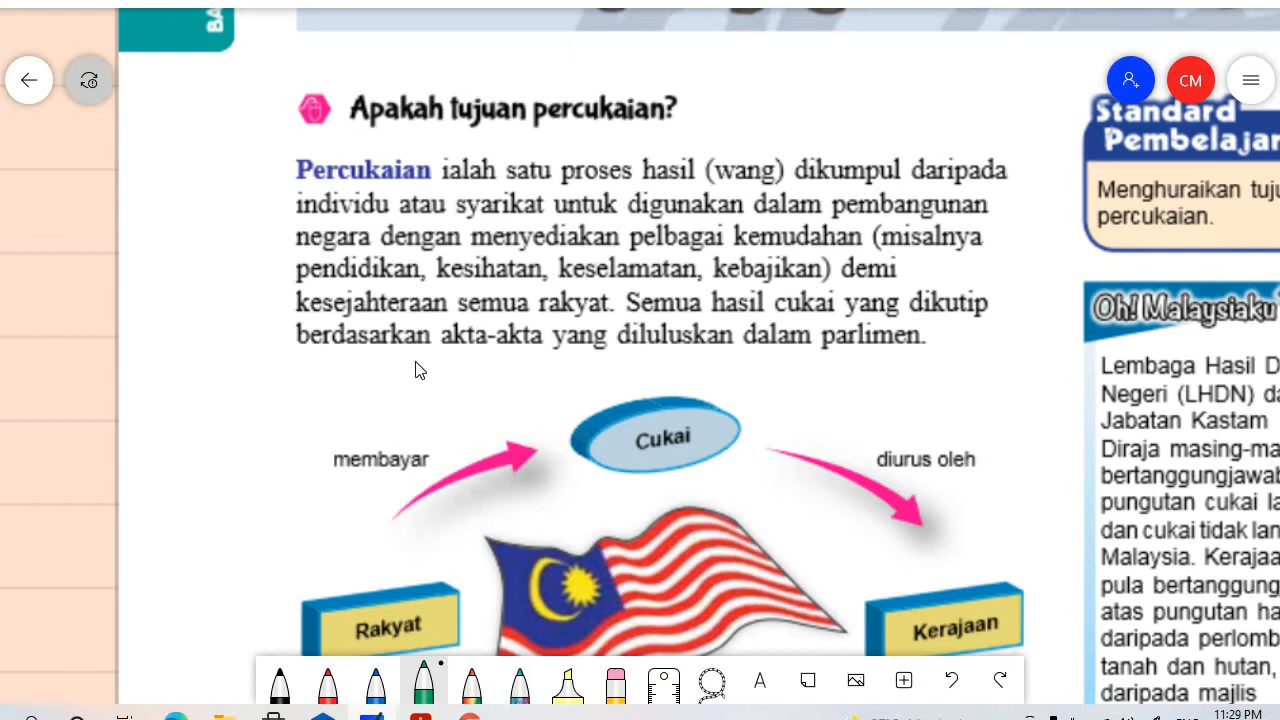 BA
CM
Apakah tujuan percukaian?
Percukaian ialah satu proses hasil (wang) dikumpul daripada
individu atau syarikat untuk digunakan dalam pembangunan
negara dengan menyediakan pelbagai kemudahan (misalnya
pendidikan, kesihatan, keselamatan, kebajikan) demi
kesejahteraan semua rakyat. Semua hasil cukai yang dikutip
berdasarkan akta-akta yang diluluskan dalam parlimen.
Cukai
membayar
diurus oleh
Rakyat
Kerajaan
Standard
Pembelajar
Menghuraikan tuju
percukaian.
Oh! Malaysiaku
Lembaga Hasil D
Negeri (LHDN) da
Jabatan Kastam
Diraja masing-ma
bertanggungjawab
pungutan cukai la
dan cukai tidak lan
Malaysia. Kerajaa
pula bertanggung
atas pungutan ha
daripada perlomb
tanah dan hutan,
daripada majlis
A
11:29 PM